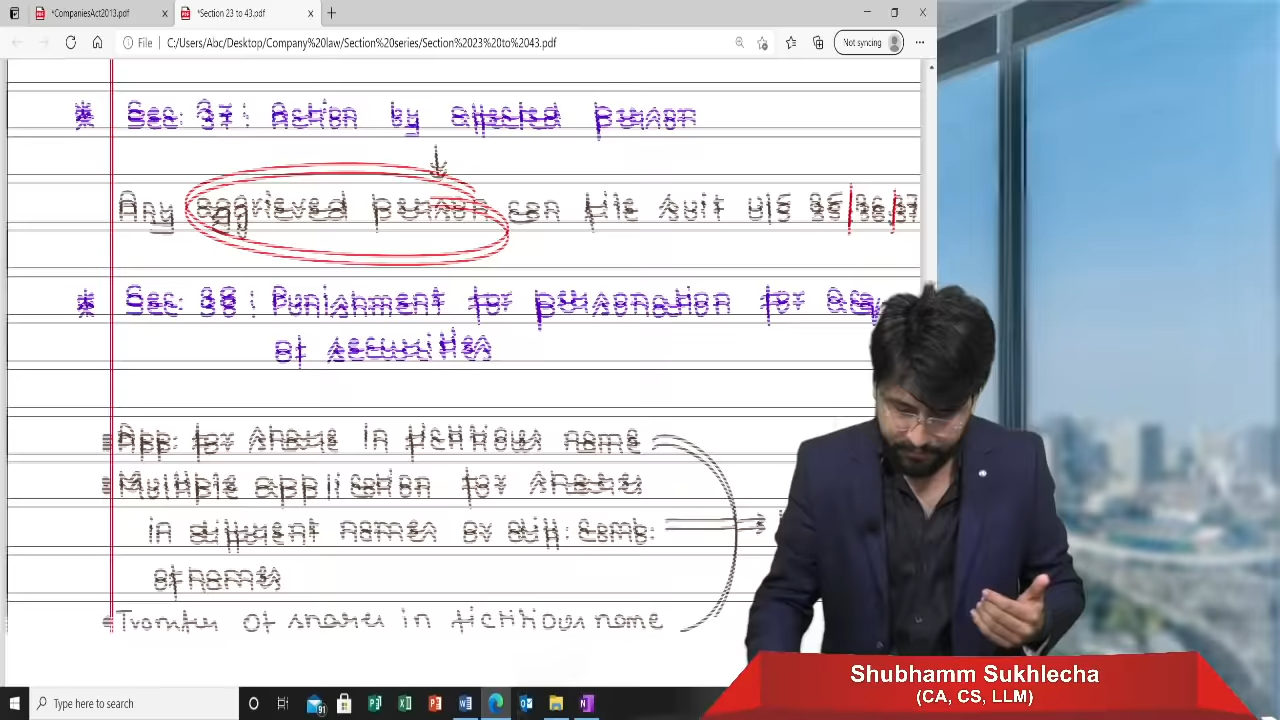 *CompaniesAct2013.pdf
*Section 23 to 43.pdf
File
C:/Users/Abc/Desktop/Company%20law/Section%20series/Section%2023%20to%2043.pdf
Not syncing
* Sec: 37: Action by affected person
Any aggrieved person can file suit u/s 35/36/37
* Sec: 38: Punishment for personation for acq
of securities
App: for shares in fictitious name
Multiple application for shares
in different names or diff: comb:
of names
Transfer of shares in fictitious name
Shubhamm Sukhlecha
(CA, CS, LLM)
91
Type here to search